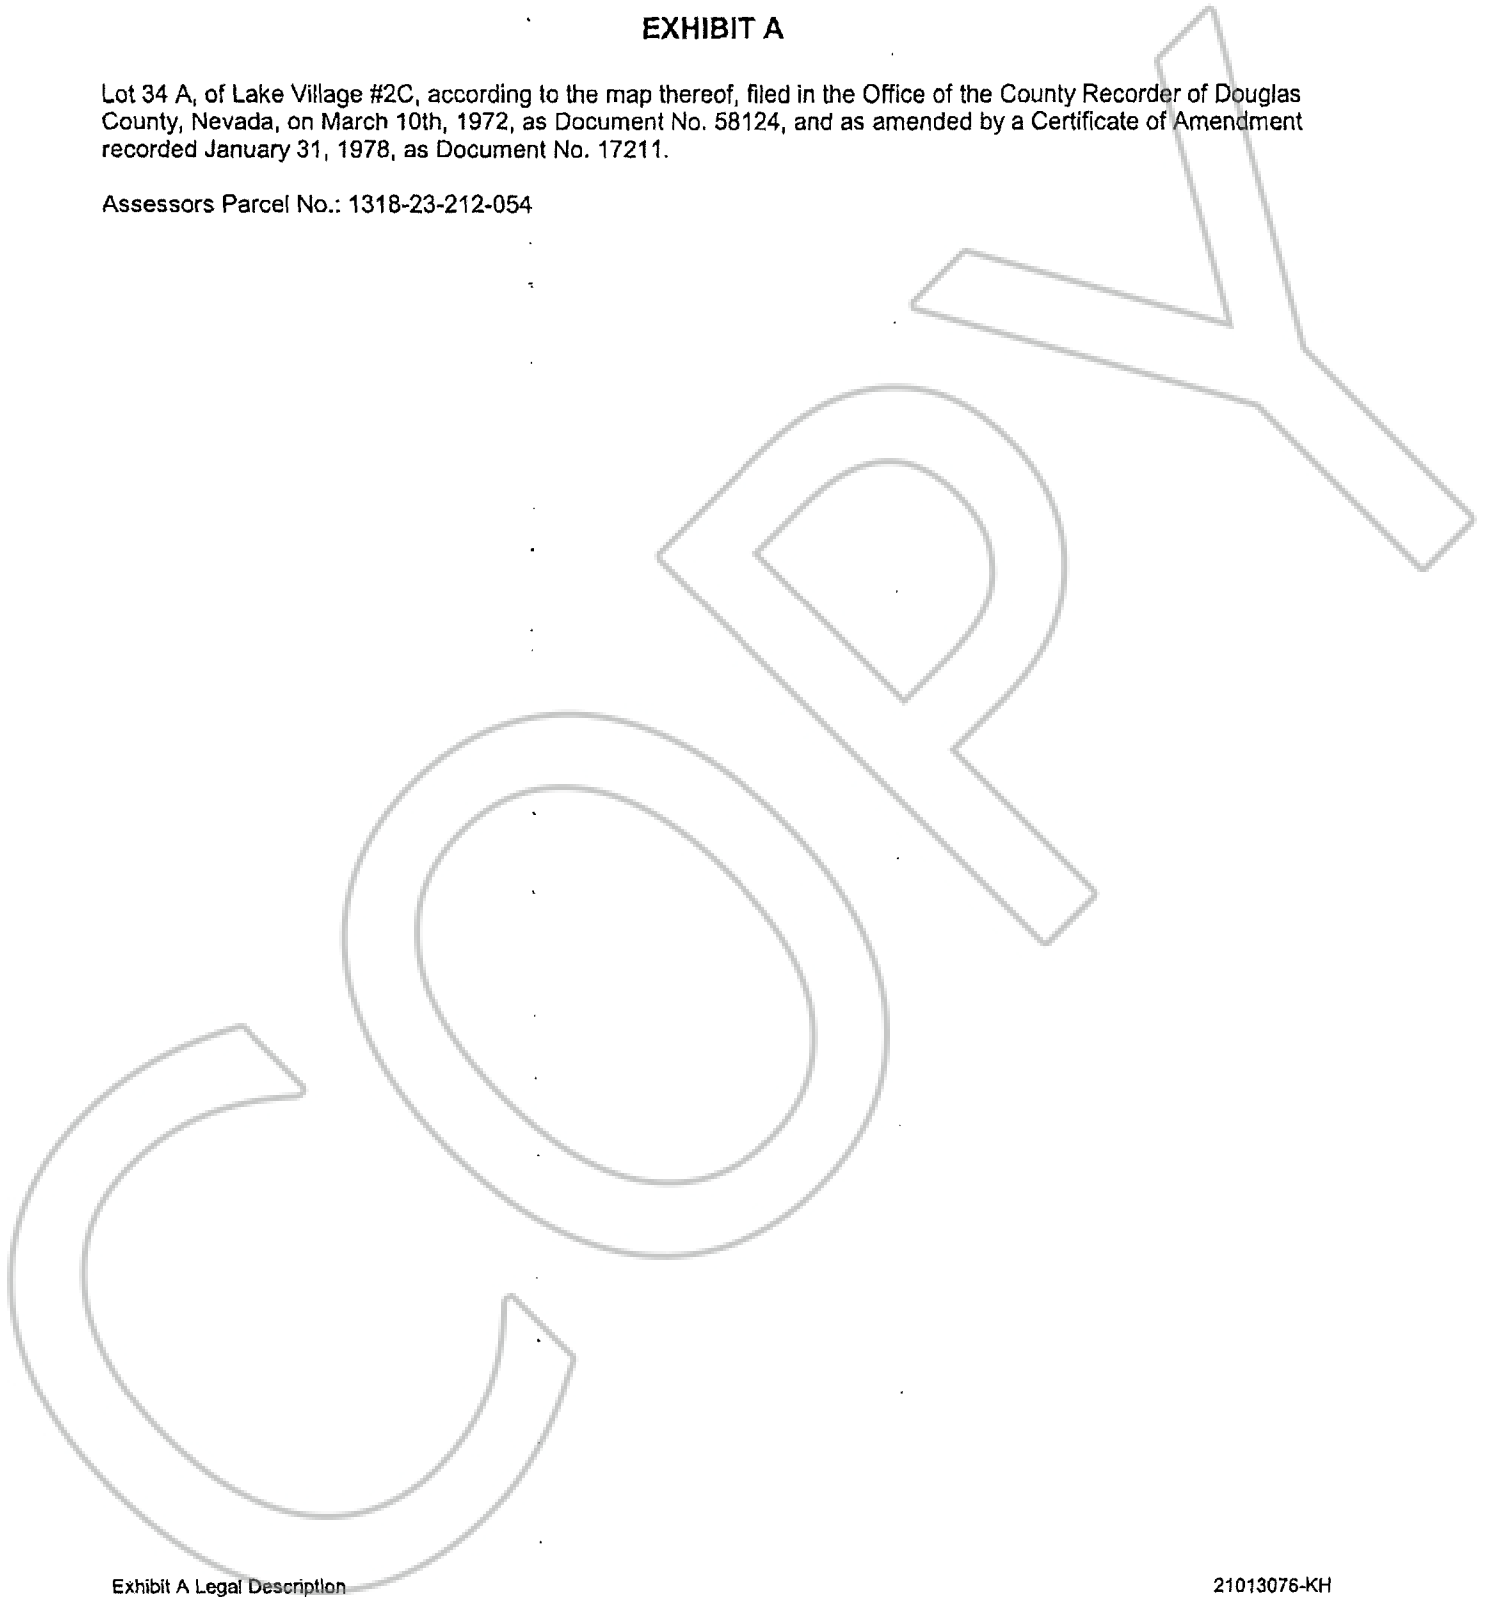 EXHIBIT A
Lot 34 A, of Lake Village #2C, according to the map thereof, filed in the Office of the County Recorder of Douglas
County, Nevada, on March 10th, 1972, as Document No. 58124, and as amended by a Certificate of Amendment
recorded January 31, 1978, as Document No. 17211.
Assessors Parcel No.: 1318-23-212-054
COPY
Exhibit A Legal Description
21013076-KH